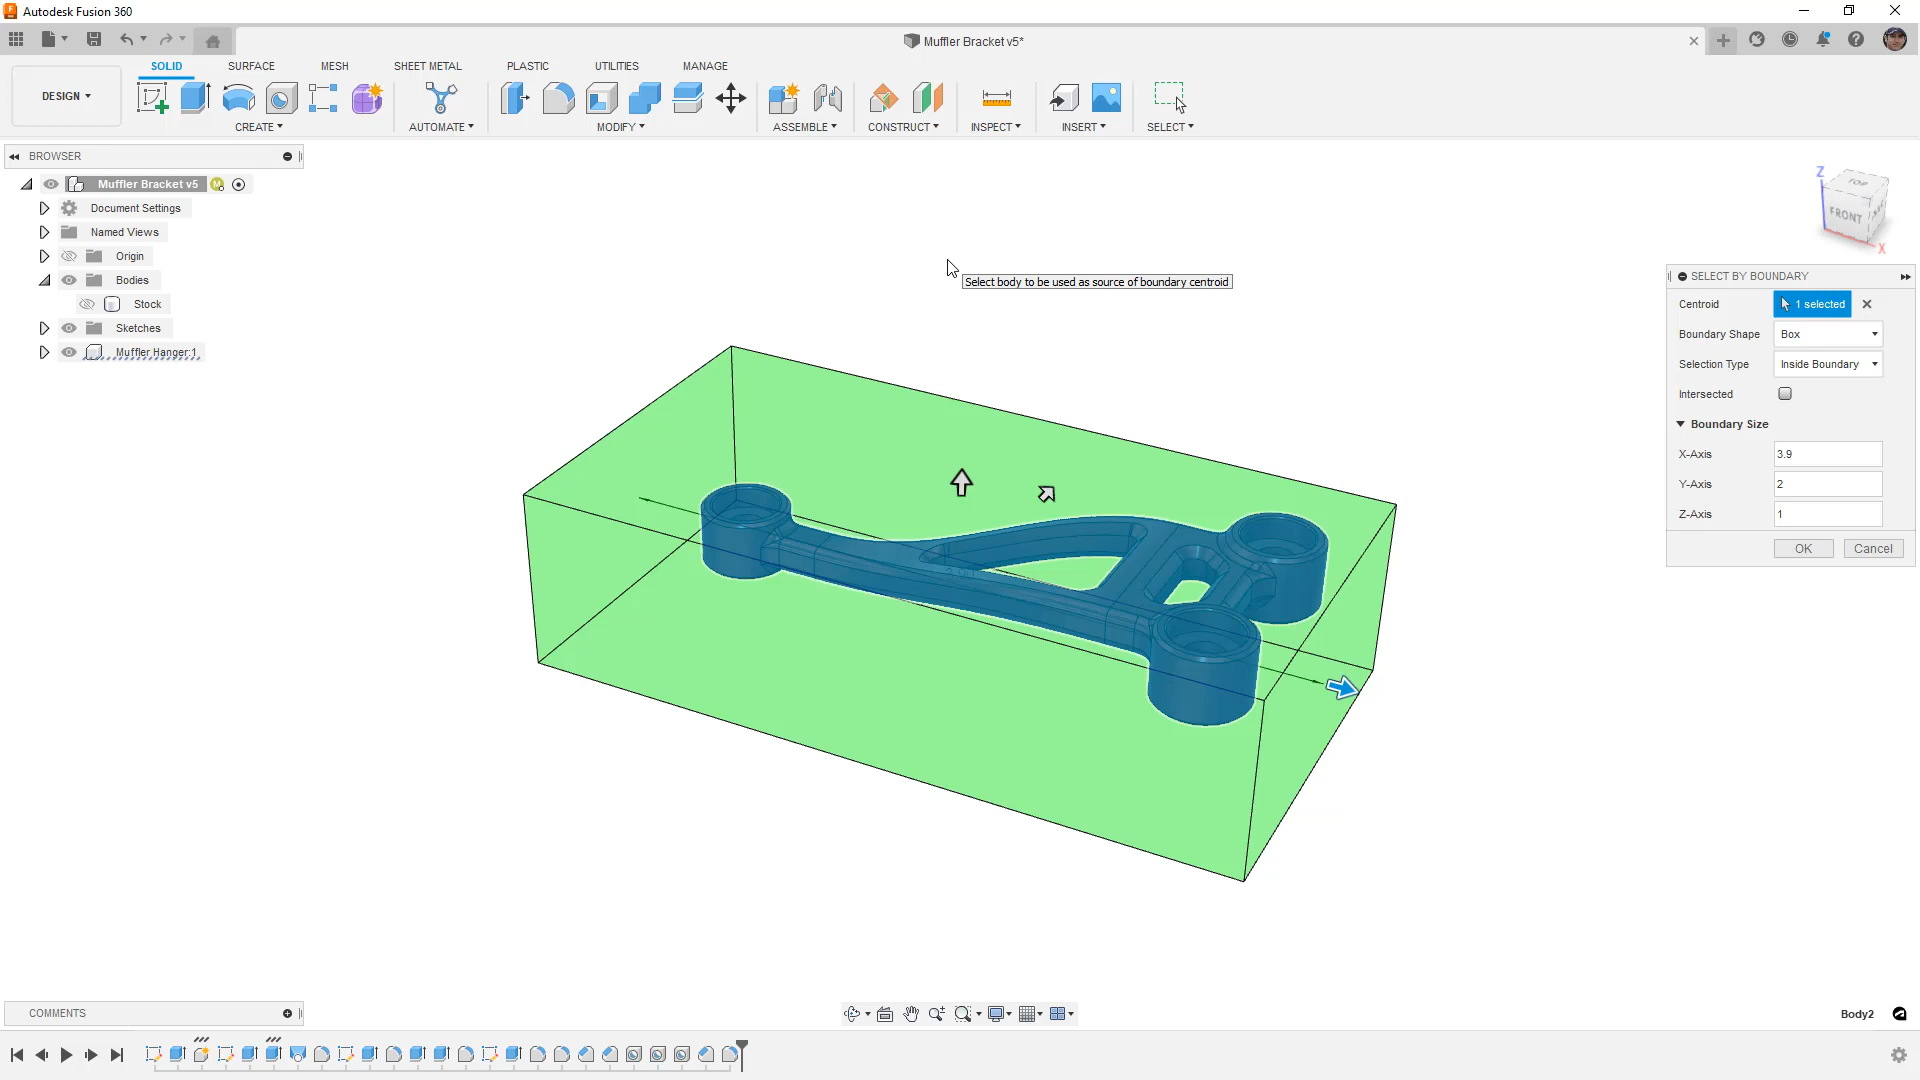 Autodesk Fusion 360
Muffler Bracket v5*
DESIGN
SOLID
SURFACE
MESH
SHEET METAL
PLASTIC
UTILITIES
MANAGE
CREATE
AUTOMATE
MODIFY
ASSEMBLE
CONSTRUCT
INSPECT
INSERT
SELECT
BROWSER
Muffler Bracket v5
Document Settings
Named Views
Origin
Bodies
Stock
Sketches
Muffler Hanger:1
Select body to be used as source of boundary centroid
Z
TOP
FRONT
X
SELECT BY BOUNDARY
Centroid
1 selected
Boundary Shape
Box
Selection Type
Inside Boundary
Intersected
Boundary Size
X-Axis
3.9
Y-Axis
2
Z-Axis
1
OK
Cancel
COMMENTS
Body2